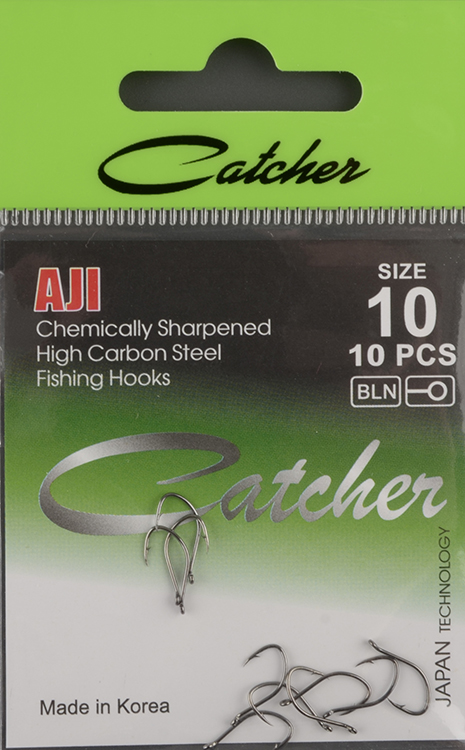 Catcher
AJI
Chemically Sharpened
High Carbon Steel
Fishing Hooks
SIZE
10
10 PCS
BLN
Catcher
JAPAN TECHNOLOGY
Made in Korea